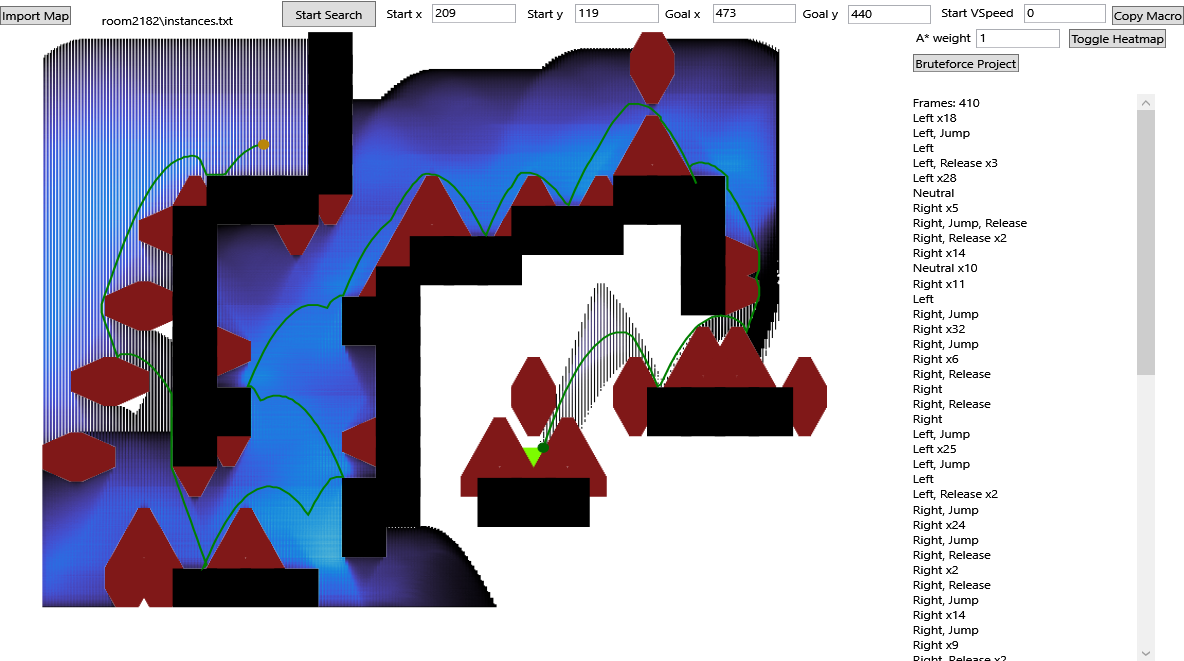 Import Map
room2182\instances.txt
Start Search
Start x 209
Start y 119
Goal x 473
Goal y 440
Start VSpeed 0
Copy Macro
A* weight 1
Toggle Heatmap
Bruteforce Project
Frames: 410
Left x18
Left, Jump
Left
Left, Release x3
Left x28
Neutral
Right x5
Right, Jump, Release
Right, Release x2
Right x14
Neutral x10
Right x11
Left
Right, Jump
Right x32
Right, Jump
Right x6
Right, Release
Right
Right, Release
Right
Left, Jump
Left x25
Left, Jump
Left
Left, Release x2
Right, Jump
Right x24
Right, Jump
Right, Release
Right x2
Right, Release
Right, Jump
Right x14
Right, Jump
Right x9
Right, Release x2